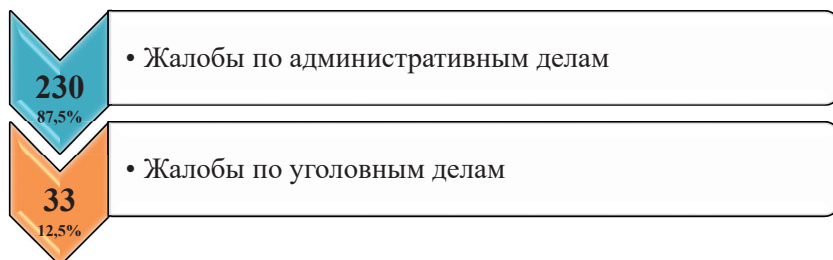 • Жалобы по административным делам
230
87,5%
• Жалобы по уголовным делам
33
12,5%